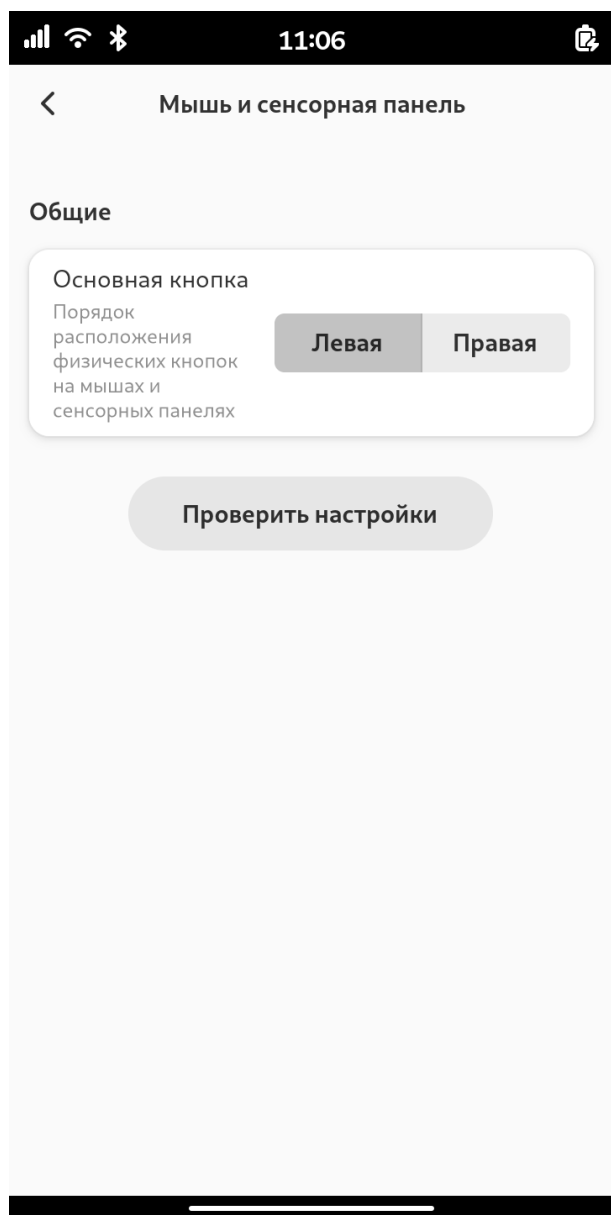 11:06
Мышь и сенсорная панель
Общие
Основная кнопка
Порядок
расположения
физических кнопок
на мышах и
сенсорных панелях
Левая
Правая
Проверить настройки